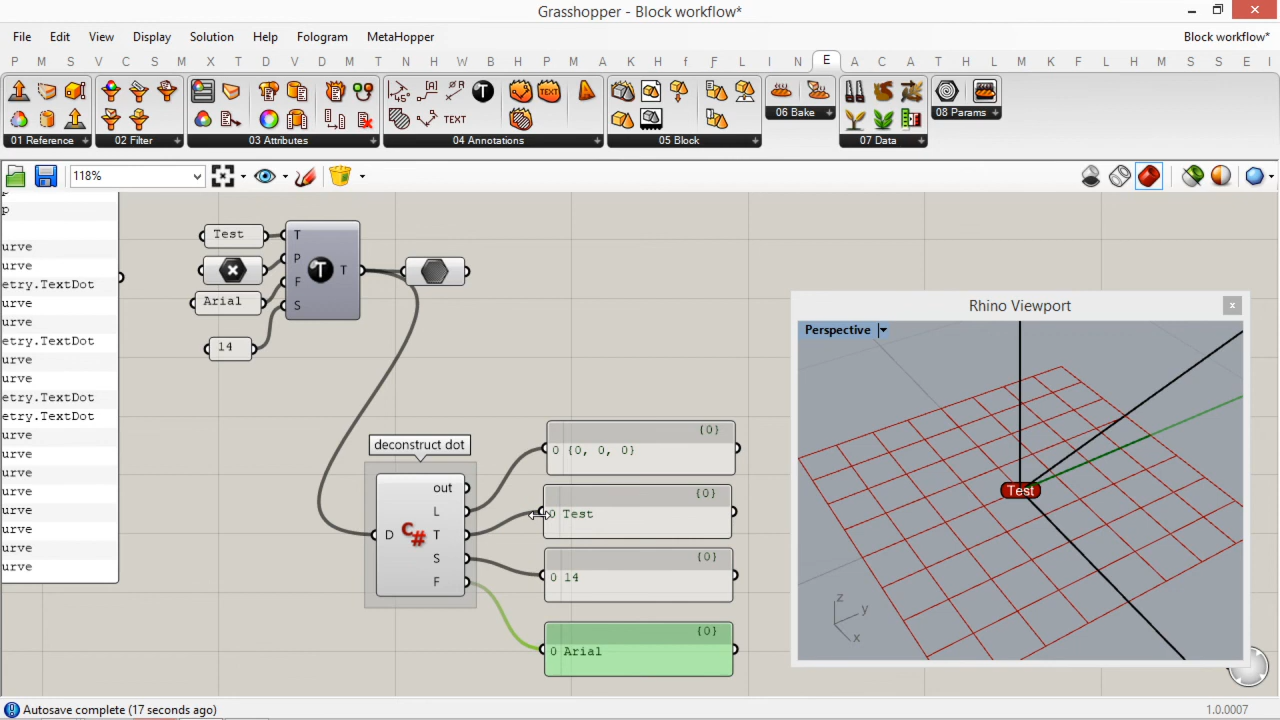 Grasshopper - Block workflow*
File Edit View Display Solution Help Fologram MetaHopper Block workflow*
P M S V S M X T D V D M T N H W B T H F P A K R f F L I N E A C A R M X T L S E I
T TEXT
TEXT
01 Reference 02 Filter 03 Attributes 04 Annotations 05 Block 06 Bake 07 Data 08 Params
118%
p
p
urve
urve
etry.TextDot
urve
urve
etry.TextDot
urve
urve
etry.TextDot
etry.TextDot
urve
urve
urve
urve
urve
urve
urve
urve
Test
Arial
14
T
P
F
S
T
T
deconstruct dot
D
C#
out
L
T
S
F
{0}
0 {0, 0, 0}
{0}
0 Test
{0}
0 14
{0}
0 Arial
Rhino Viewport
x
Perspective
Test
z
y
x
Autosave complete (17 seconds ago)
1.0.0007